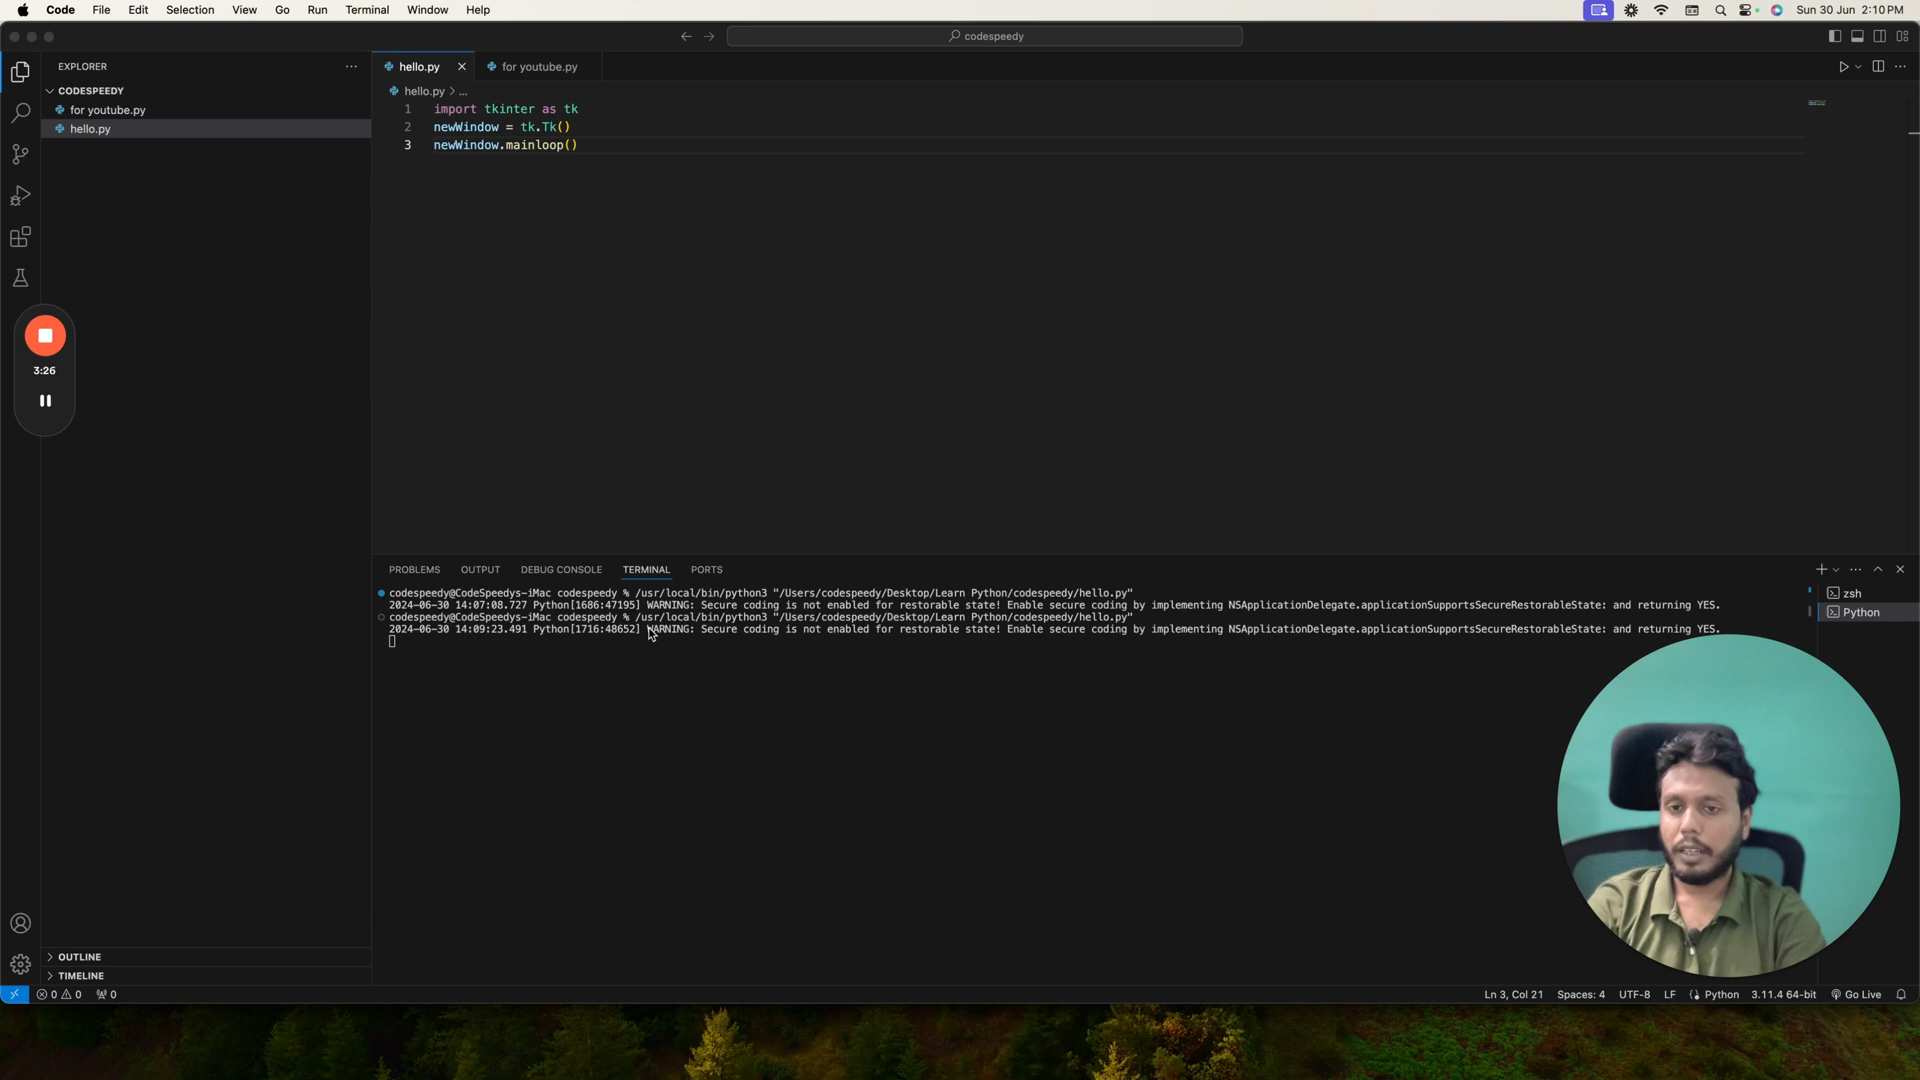 Code File Edit Selection View Go Run Terminal Window Help
Sun 30 Jun 2:10 PM
codespeedy
EXPLORER
CODESPEEDY
for youtube.py
hello.py
3:26
OUTLINE
TIMELINE
hello.py
for youtube.py
hello.py > ...
1 import tkinter as tk
2 newWindow = tk.Tk()
3 newWindow.mainloop()
PROBLEMS OUTPUT DEBUG CONSOLE TERMINAL PORTS
codespeedy@CodeSpeedys-iMac codespeedy % /usr/local/bin/python3 "/Users/codespeedy/Desktop/Learn Python/codespeedy/hello.py"
2024-06-30 14:07:08.727 Python[1686:47195] WARNING: Secure coding is not enabled for restorable state! Enable secure coding by implementing NSApplicationDelegate.applicationSupportsSecureRestorableState: and returning YES.
codespeedy@CodeSpeedys-iMac codespeedy % /usr/local/bin/python3 "/Users/codespeedy/Desktop/Learn Python/codespeedy/hello.py"
2024-06-30 14:09:23.491 Python[1716:48652] WARNING: Secure coding is not enabled for restorable state! Enable secure coding by implementing NSApplicationDelegate.applicationSupportsSecureRestorableState: and returning YES.
zsh
Python
0 0 0
Ln 3, Col 21 Spaces: 4 UTF-8 LF Python 3.11.4 64-bit Go Live